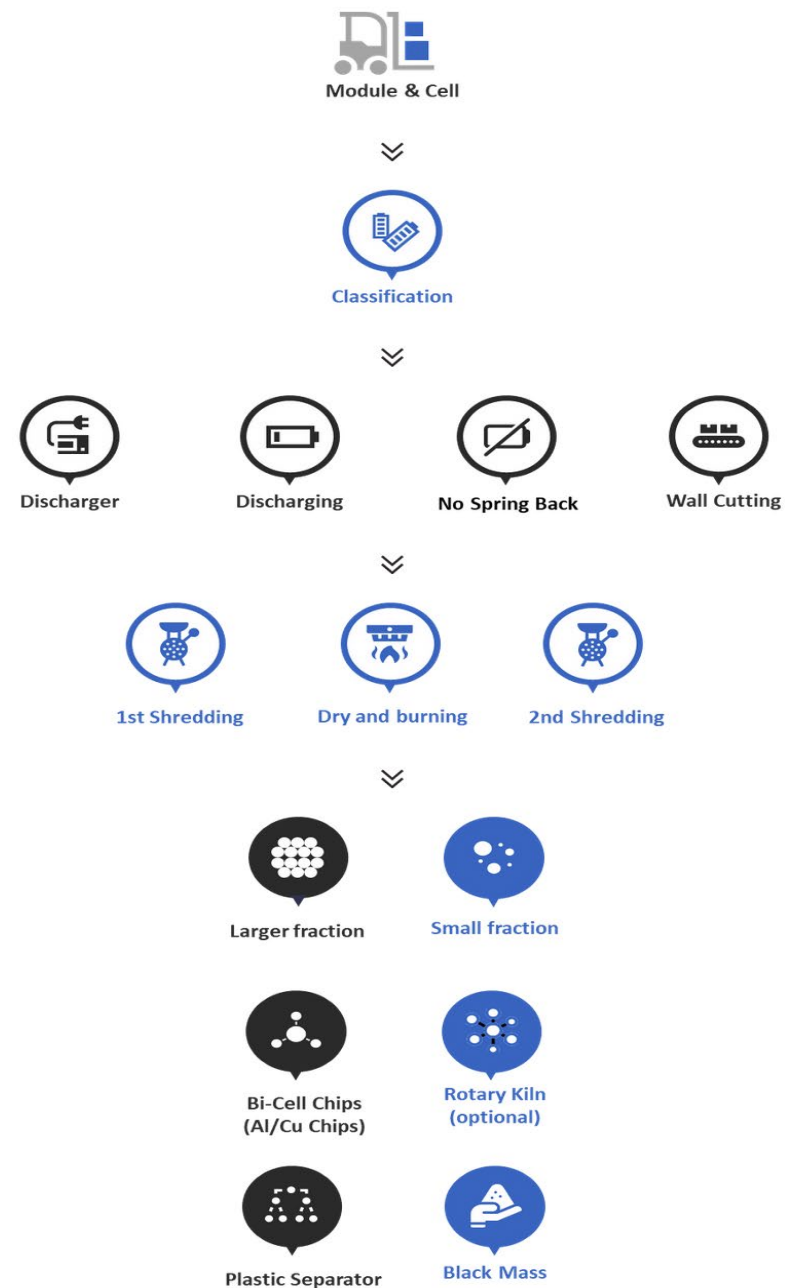 Module & Cell
Classification
Discharger
Discharging
No Spring Back
Wall Cutting
1st Shredding
Dry and burning
2nd Shredding
Larger fraction
Small fraction
Bi-Cell Chips
(Al/Cu Chips)
Rotary Kiln
(optional)
Plastic Separator
Black Mass